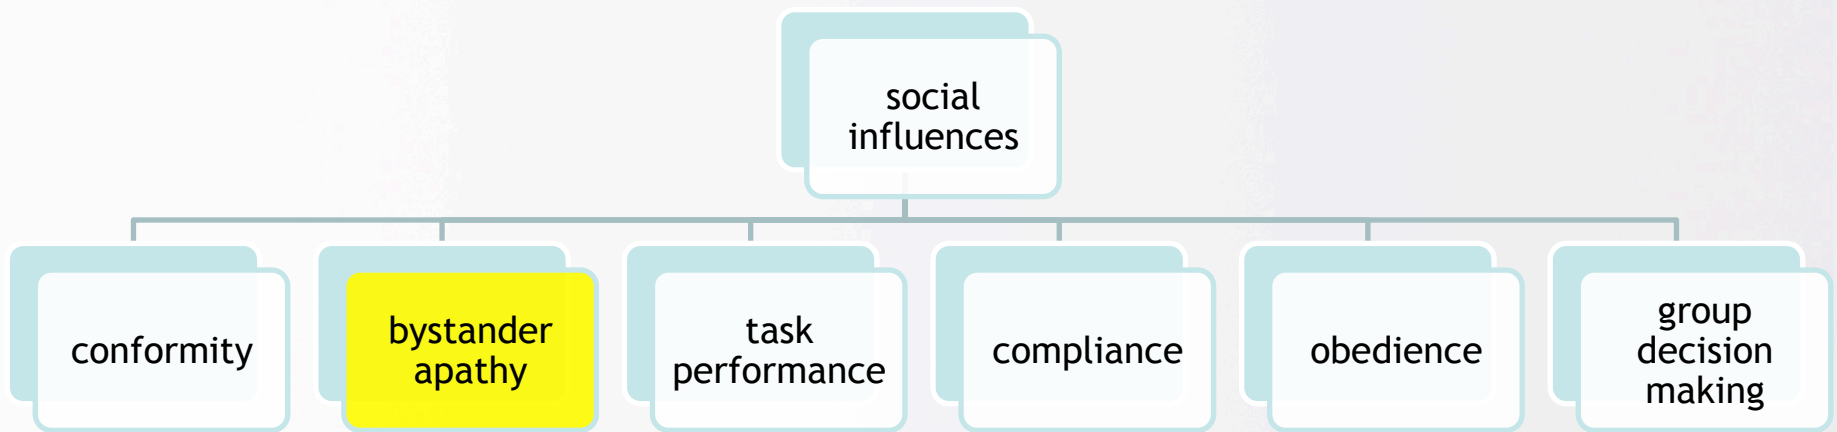 social
influences
conformity
bystander
apathy
task
performance
compliance
obedience
group
decision
making